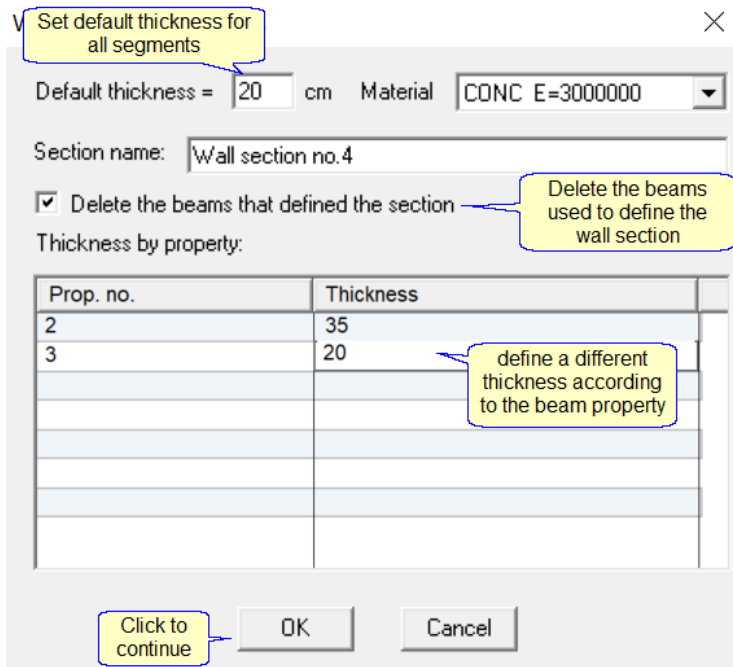 Set default thickness for
all segments
Default thickness = 20 cm Material CONC E=3000000
Section name: Wall section no.4
Delete the beams that defined the section
Delete the beams
used to define the
wall section
Thickness by property:
Prop. no. Thickness
2 35
3 20
define a different
thickness according
to the beam property
Click to
continue
OK Cancel